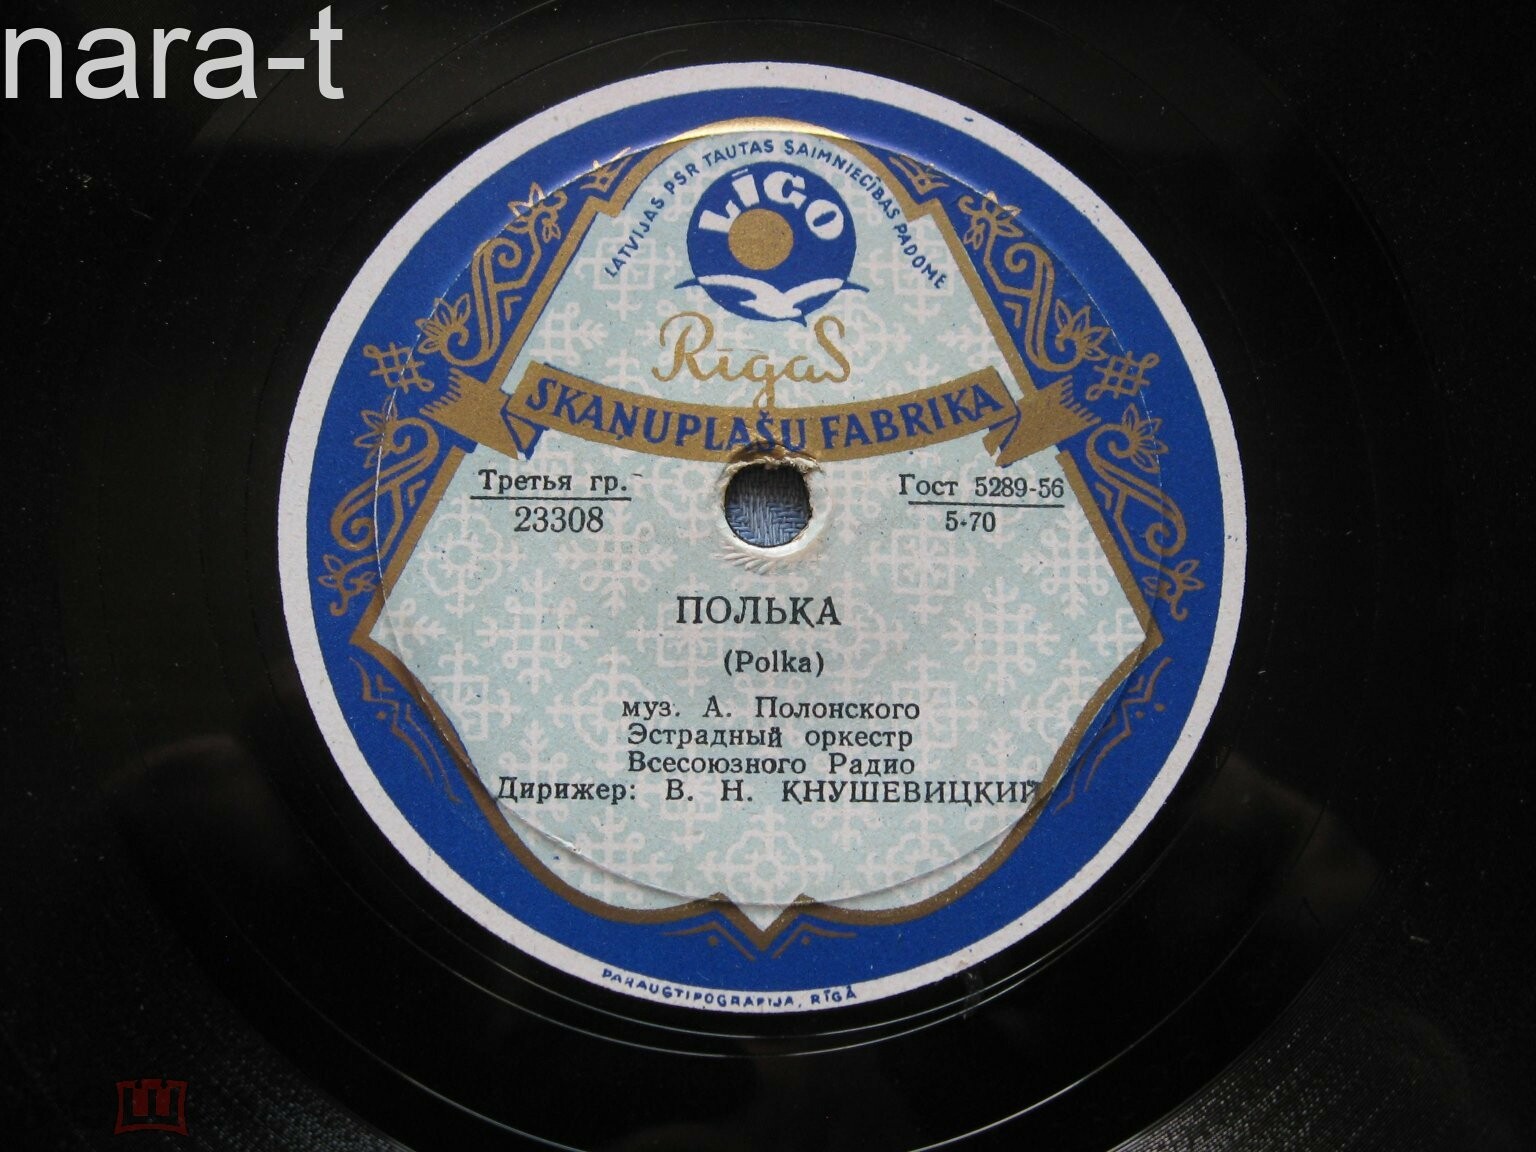 nara-t
LATVIJAS PSR TAUTAS SAIMNIECĪBAS PADOME
LĪGO
Rīgas
SKAŅUPLAŠU FABRIKA
Третья гр.
23308
Гост 5289-56
5-70
ПОЛЬКА
(Polka)
муз. А. Полонского
Эстрадный оркестр
Всесоюзного Радио
Дирижер: В. Н. КНУШЕВИЦКИЙ
PARAUGTIPOGRAFIJA, RĪGĀ